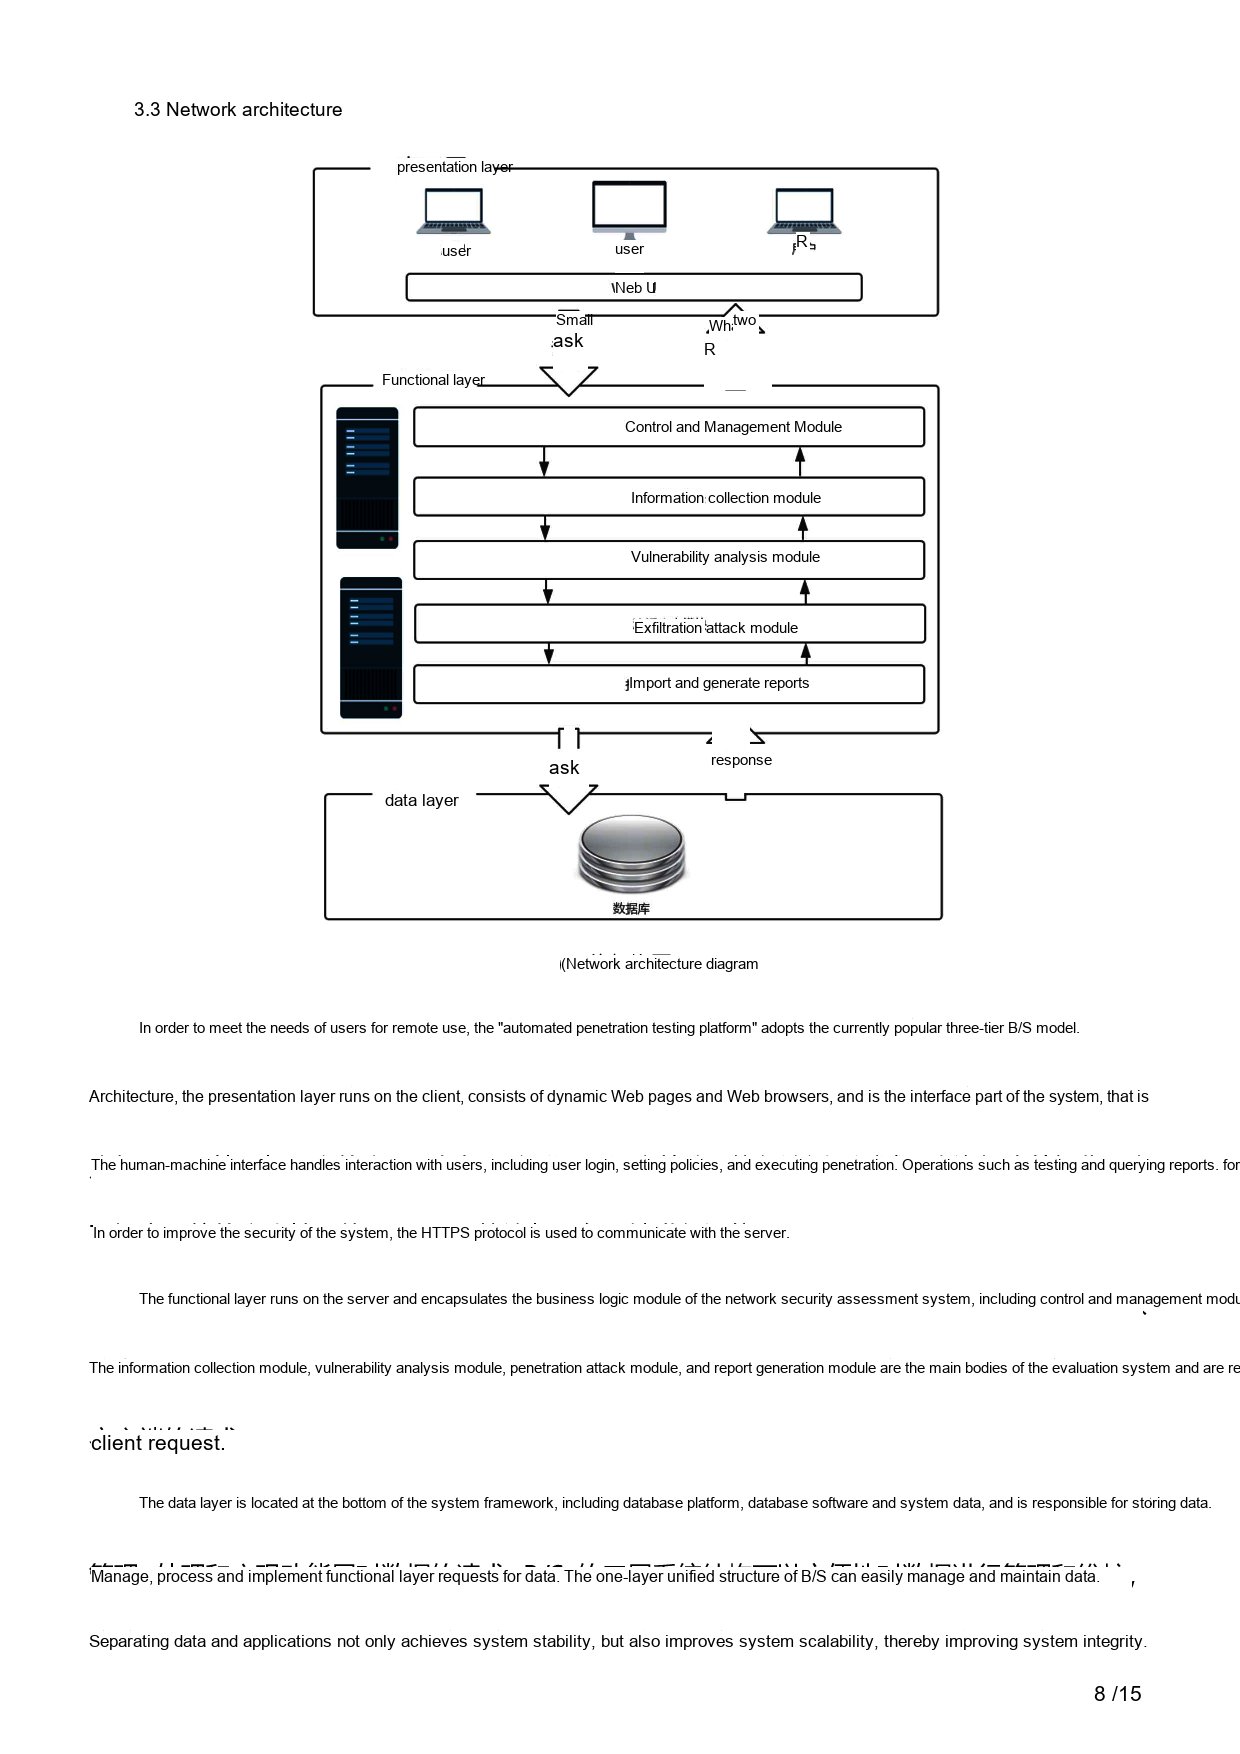 3.3 Network architecture
presentation layer
user
user
R
Web UI
Small
ask
two
R
Functional layer
Control and Management Module
Information collection module
Vulnerability analysis module
Exfiltration attack module
Import and generate reports
ask
response
data layer
数据库
(Network architecture diagram
In order to meet the needs of users for remote use, the "automated penetration testing platform" adopts the currently popular three-tier B/S model.
Architecture, the presentation layer runs on the client, consists of dynamic Web pages and Web browsers, and is the interface part of the system, that is
The human-machine interface handles interaction with users, including user login, setting policies, and executing penetration. Operations such as testing and querying reports. for
In order to improve the security of the system, the HTTPS protocol is used to communicate with the server.
The functional layer runs on the server and encapsulates the business logic module of the network security assessment system, including control and management modu
The information collection module, vulnerability analysis module, penetration attack module, and report generation module are the main bodies of the evaluation system and are re
client request.
The data layer is located at the bottom of the system framework, including database platform, database software and system data, and is responsible for storing data.
Manage, process and implement functional layer requests for data. The one-layer unified structure of B/S can easily manage and maintain data.
Separating data and applications not only achieves system stability, but also improves system scalability, thereby improving system integrity.
8 /15